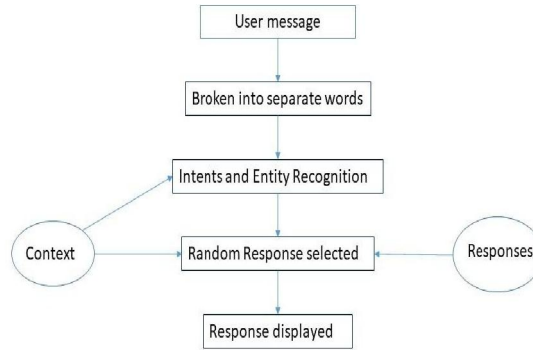 User message
Broken into separate words
Intents and Entity Recognition
Context
Random Response selected
Responses
Response displayed